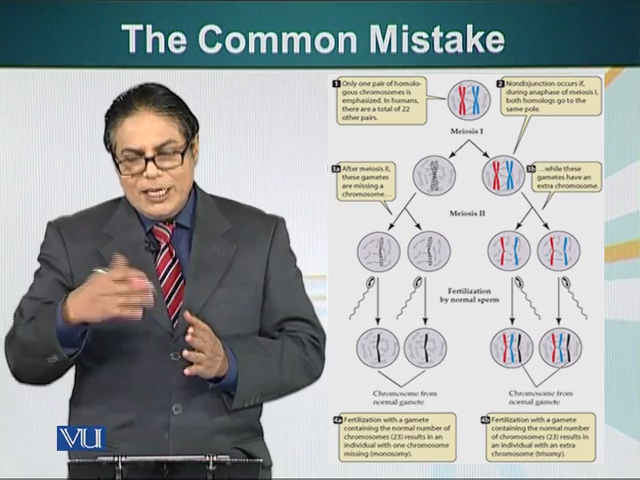 The Common Mistake
1 Only one pair of homolo-
gous chromosomes is
emphasized. In humans,
there are a total of 22
other pairs.
2 Nondisjunction occurs if,
during anaphase of meiosis I,
both homologs go to the
same pole.
Meiosis I
3a After meiosis II,
these gametes
are missing a
chromosome…
3b …while these
gametes have an
extra chromosome.
Meiosis II
Fertilization
by normal sperm
Chromosome from
normal gamete
Chromosome from
normal gamete
4a Fertilization with a gamete
containing the normal number
of chromosomes (23) results in
an individual with one chromosome
missing (monosomy).
4b Fertilization with a gamete
containing the normal number
of chromosomes (23) results in
an individual with an extra
chromosome (trisomy).
VU